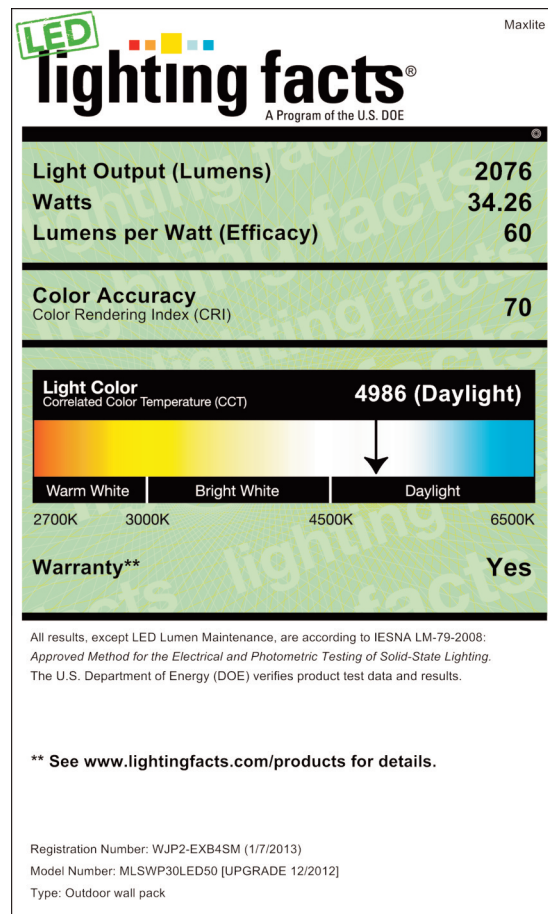 Maxlite
LED
lighting facts®
A Program of the U.S. DOE
Light Output (Lumens) 2076
Watts 34.26
Lumens per Watt (Efficacy) 60
Color Accuracy
Color Rendering Index (CRI) 70
Light Color
Correlated Color Temperature (CCT) 4986 (Daylight)
Warm White Bright White Daylight
2700K 3000K 4500K 6500K
Warranty** Yes
All results, except LED Lumen Maintenance, are according to IESNA LM-79-2008:
Approved Method for the Electrical and Photometric Testing of Solid-State Lighting.
The U.S. Department of Energy (DOE) verifies product test data and results.
** See www.lightingfacts.com/products for details.
Registration Number: WJP2-EXB4SM (1/7/2013)
Model Number: MLSWP30LED50 [UPGRADE 12/2012]
Type: Outdoor wall pack